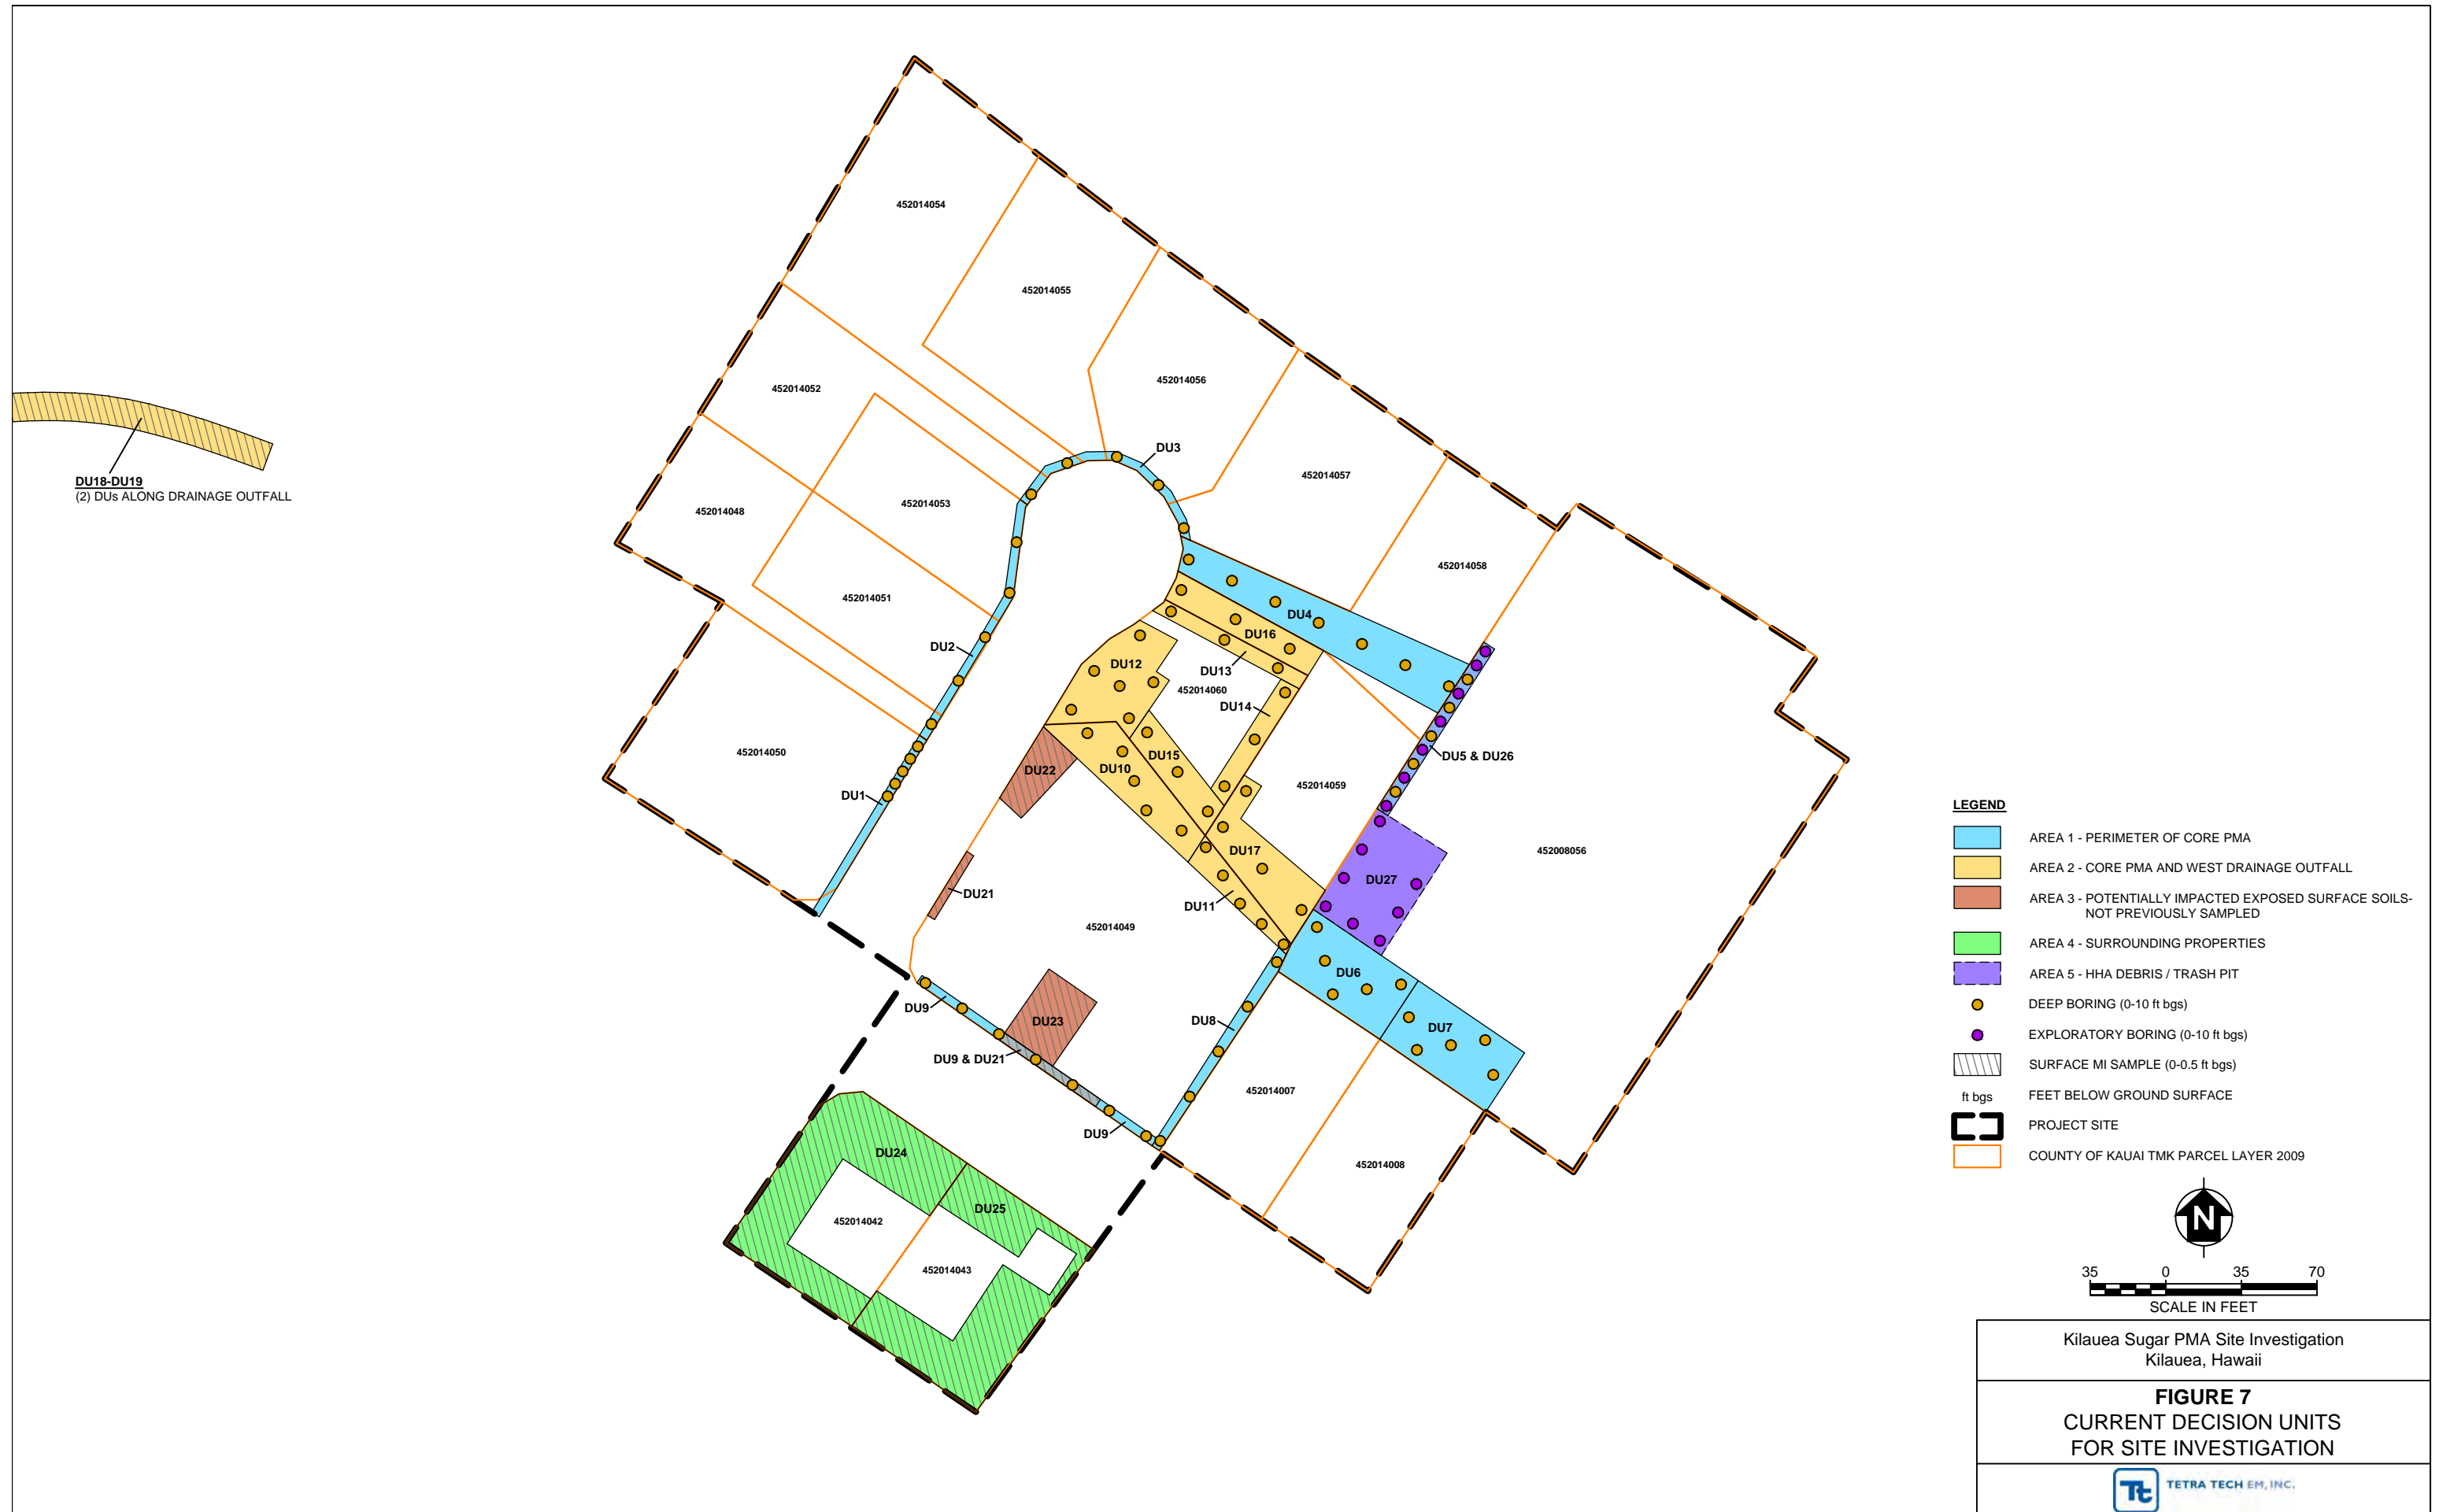 452014054
452014055
452014056
452014052
DU3
452014057
DU18-DU19
(2) DUs ALONG DRAINAGE OUTFALL
452014048
452014053
452014058
452014051
DU4
DU16
DU2
DU12
DU13
452014060
DU14
452014050
DU15
DU5 & DU26
DU10
DU22
452014059
DU1
DU17
452008056
DU27
DU21
DU11
452014049
DU6
DU9
DU23
DU8
DU7
DU9 & DU21
452014007
DU9
DU24
452014008
DU25
452014042
452014043
LEGEND
AREA 1 - PERIMETER OF CORE PMA
AREA 2 - CORE PMA AND WEST DRAINAGE OUTFALL
AREA 3 - POTENTIALLY IMPACTED EXPOSED SURFACE SOILS-
NOT PREVIOUSLY SAMPLED
AREA 4 - SURROUNDING PROPERTIES
AREA 5 - HHA DEBRIS / TRASH PIT
DEEP BORING (0-10 ft bgs)
EXPLORATORY BORING (0-10 ft bgs)
SURFACE MI SAMPLE (0-0.5 ft bgs)
ft bgs FEET BELOW GROUND SURFACE
PROJECT SITE
COUNTY OF KAUAI TMK PARCEL LAYER 2009
N
35 0 35 70
SCALE IN FEET
Kilauea Sugar PMA Site Investigation
Kilauea, Hawaii
FIGURE 7
CURRENT DECISION UNITS
FOR SITE INVESTIGATION
Tt TETRA TECH EM, INC.